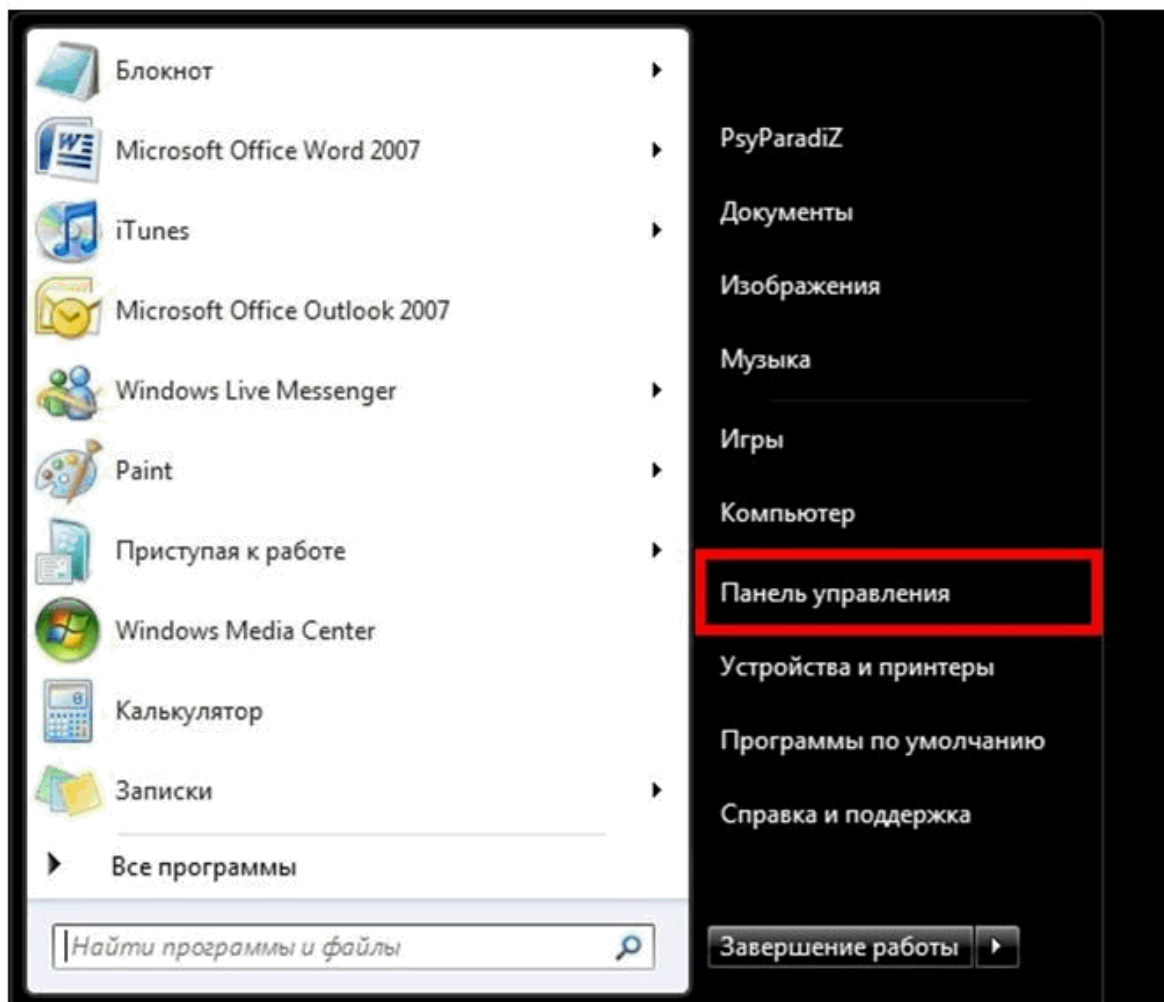 Блокнот
Microsoft Office Word 2007
iTunes
Microsoft Office Outlook 2007
Windows Live Messenger
Paint
Приступая к работе
Windows Media Center
Калькулятор
Записки
Все программы
Найти программы и файлы
PsyParadiZ
Документы
Изображения
Музыка
Игры
Компьютер
Панель управления
Устройства и принтеры
Программы по умолчанию
Справка и поддержка
Завершение работы